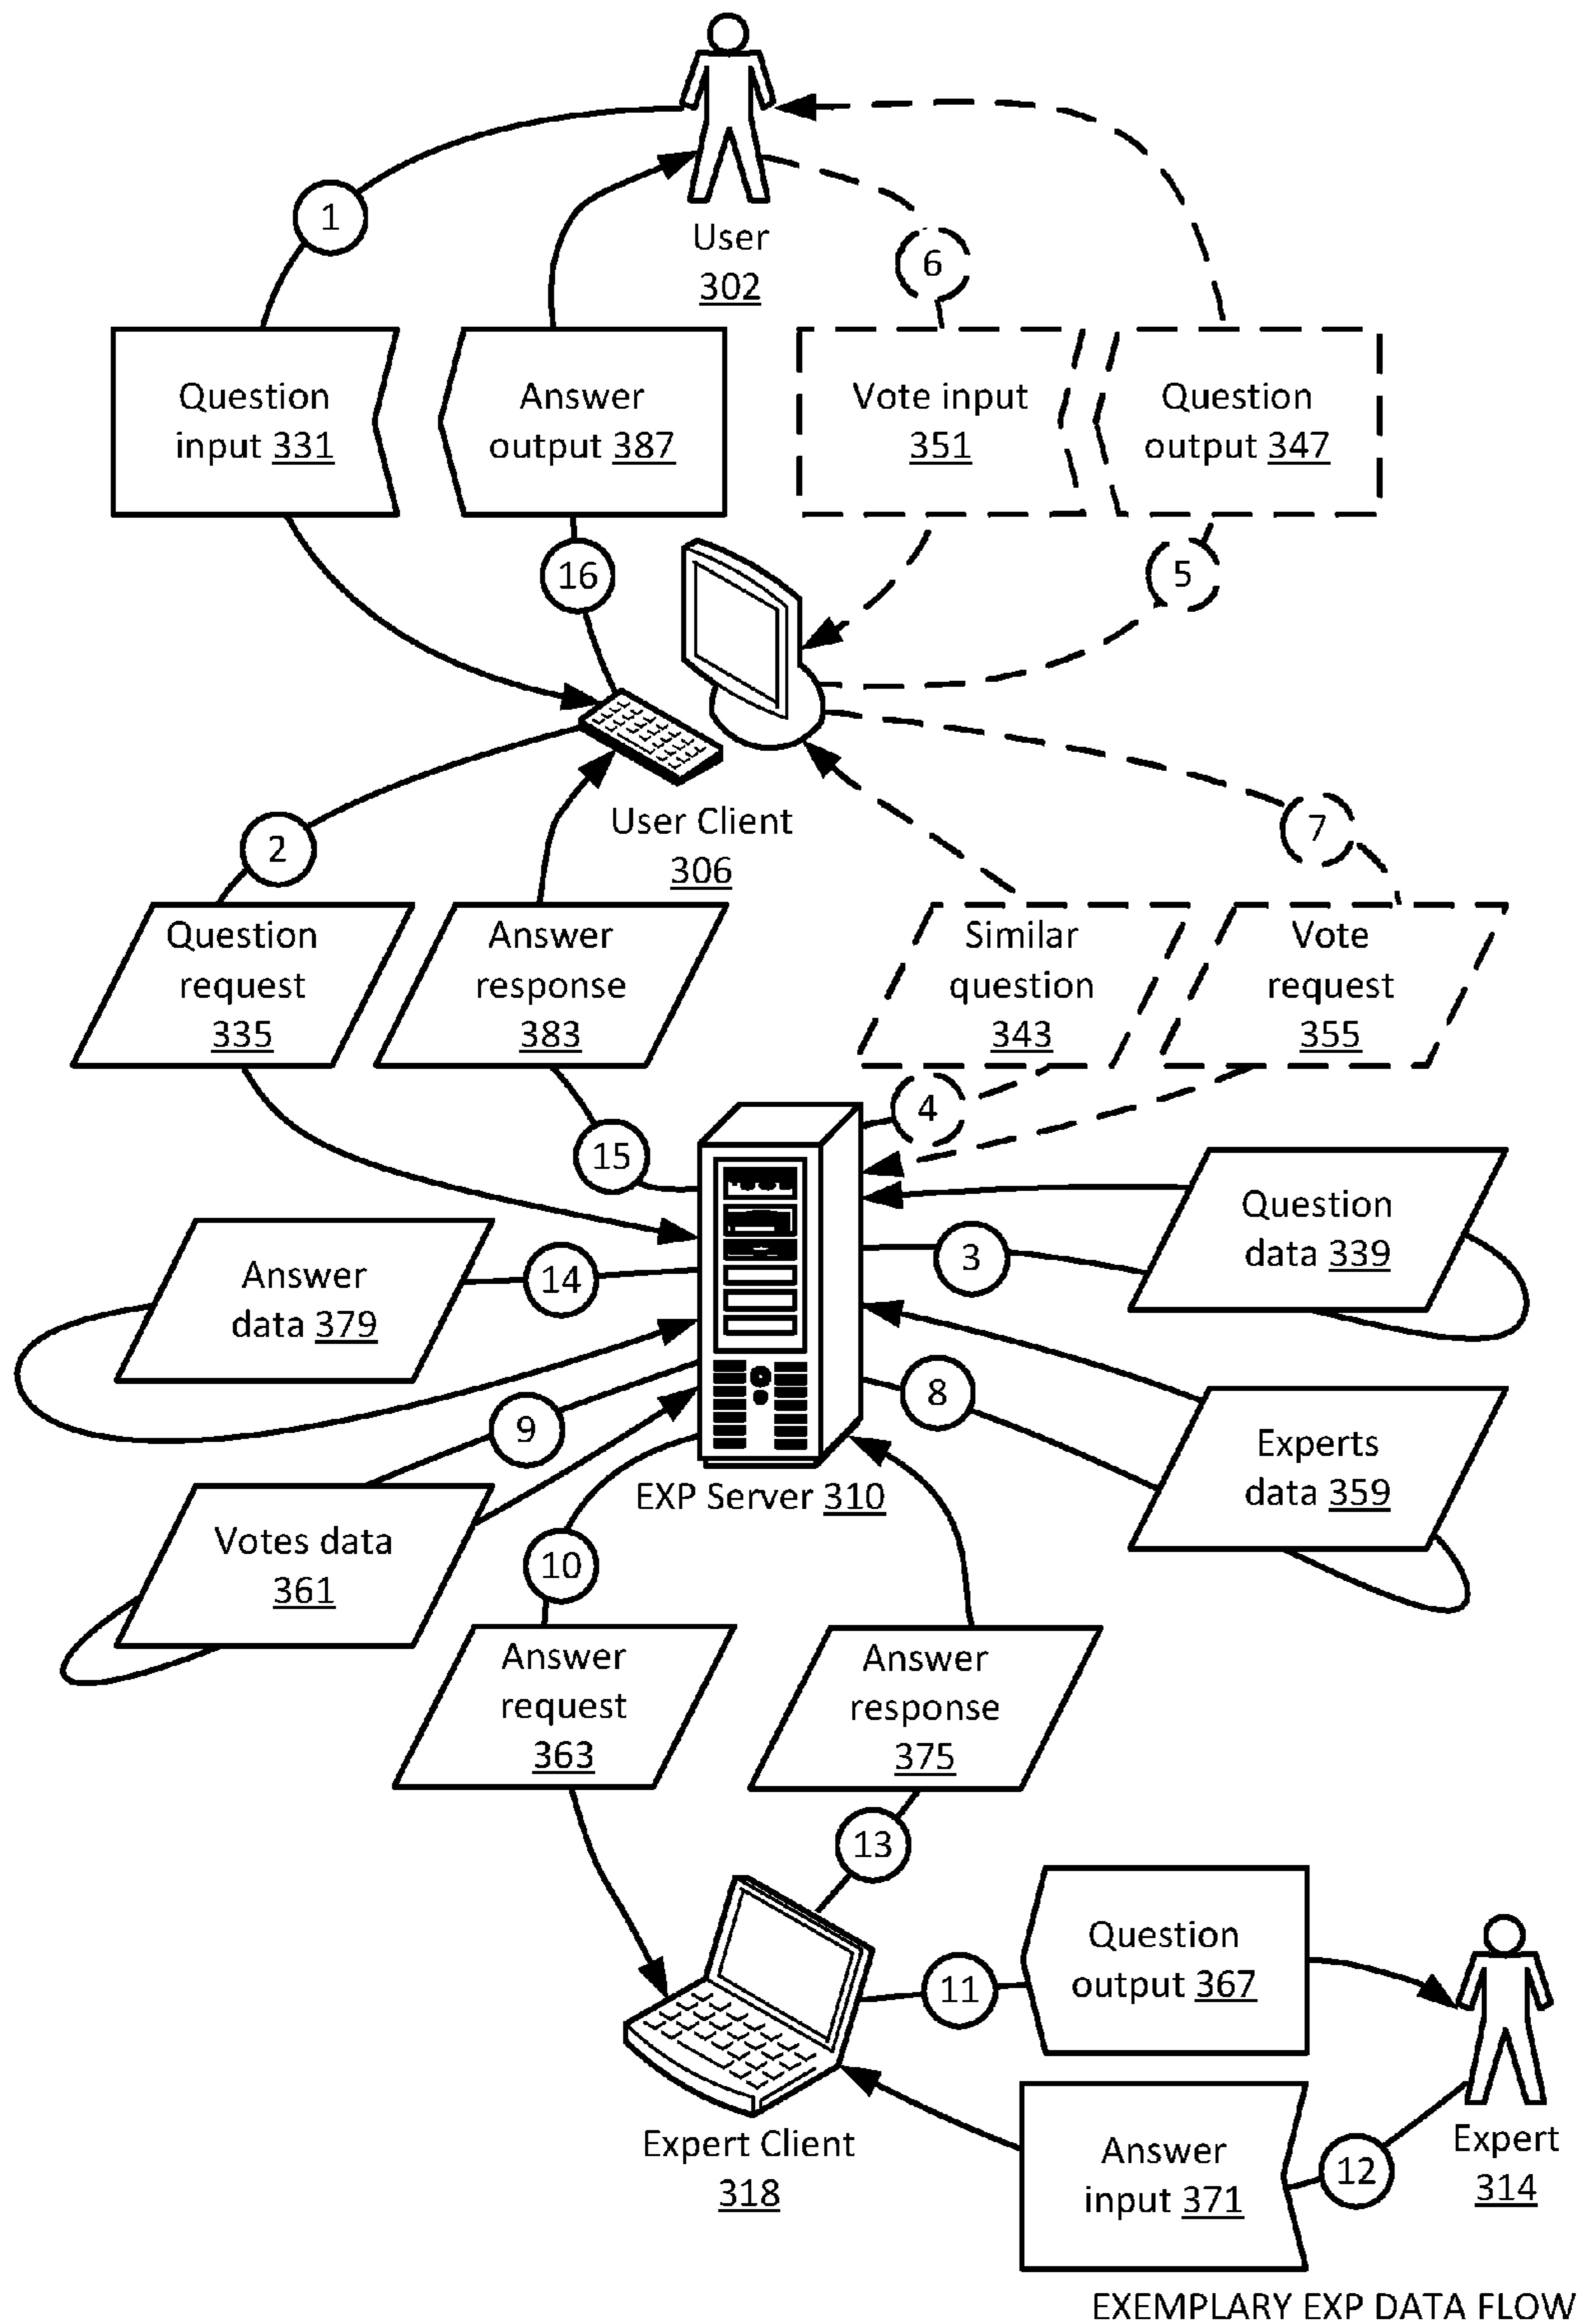 1
User
302
6
Question
input 331
Answer
output 387
Vote input
351
Question
output 347
16
5
2
User Client
306
7
Question
request
335
Answer
response
383
Similar
question
343
Vote
request
355
4
15
Question
data 339
3
Answer
data 379
14
8
9
Experts
data 359
EXP Server 310
Votes data
361
10
Answer
request
363
Answer
response
375
13
Question
output 367
11
Expert Client
318
Answer
input 371
12
Expert
314
EXEMPLARY EXP DATA FLOW